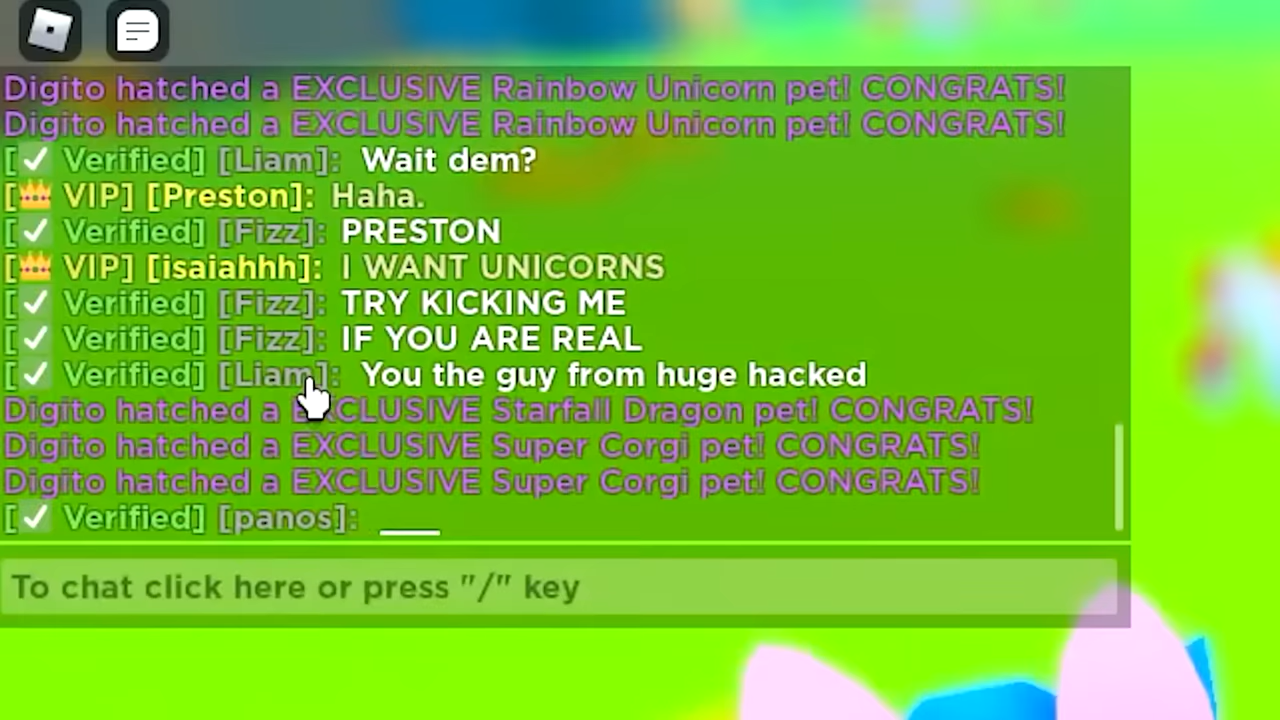 Digito hatched a EXCLUSIVE Rainbow Unicorn pet! CONGRATS!
Digito hatched a EXCLUSIVE Rainbow Unicorn pet! CONGRATS!
[✓ Verified] [Liam]: Wait dem?
[👑 VIP] [Preston]: Haha.
[✓ Verified] [Fizz]: PRESTON
[👑 VIP] [isaiahhh]: I WANT UNICORNS
[✓ Verified] [Fizz]: TRY KICKING ME
[✓ Verified] [Fizz]: IF YOU ARE REAL
[✓ Verified] [Liam]: You the guy from huge hacked
Digito hatched a EXCLUSIVE Starfall Dragon pet! CONGRATS!
Digito hatched a EXCLUSIVE Super Corgi pet! CONGRATS!
Digito hatched a EXCLUSIVE Super Corgi pet! CONGRATS!
[✓ Verified] [panos]: ____
To chat click here or press "/" key